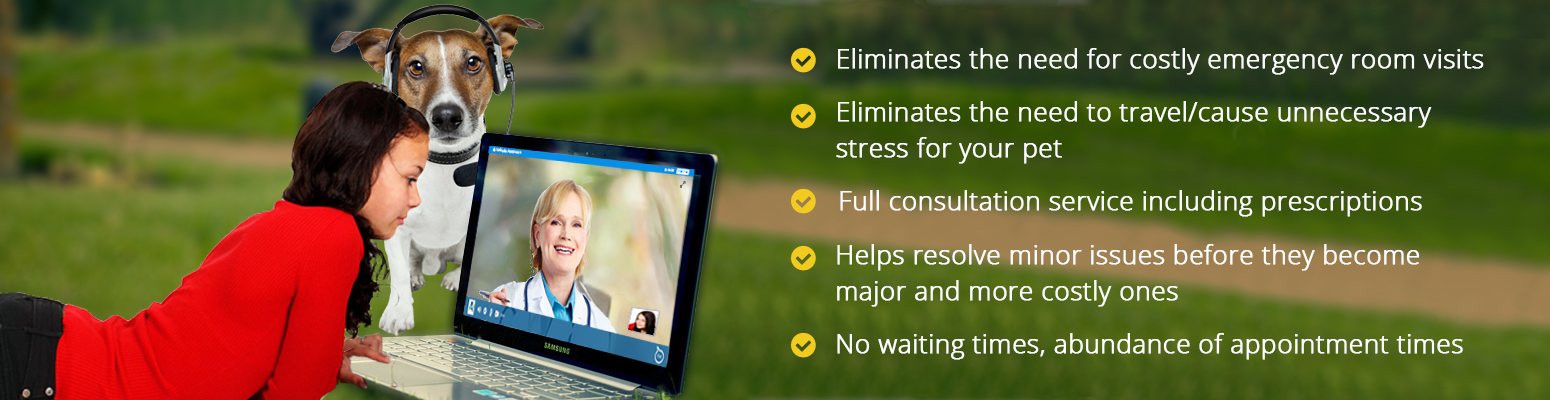 Eliminates the need for costly emergency room visits
Eliminates the need to travel/cause unnecessary
stress for your pet
Full consultation service including prescriptions
Helps resolve minor issues before they become
major and more costly ones
No waiting times, abundance of appointment times
SAMSUNG